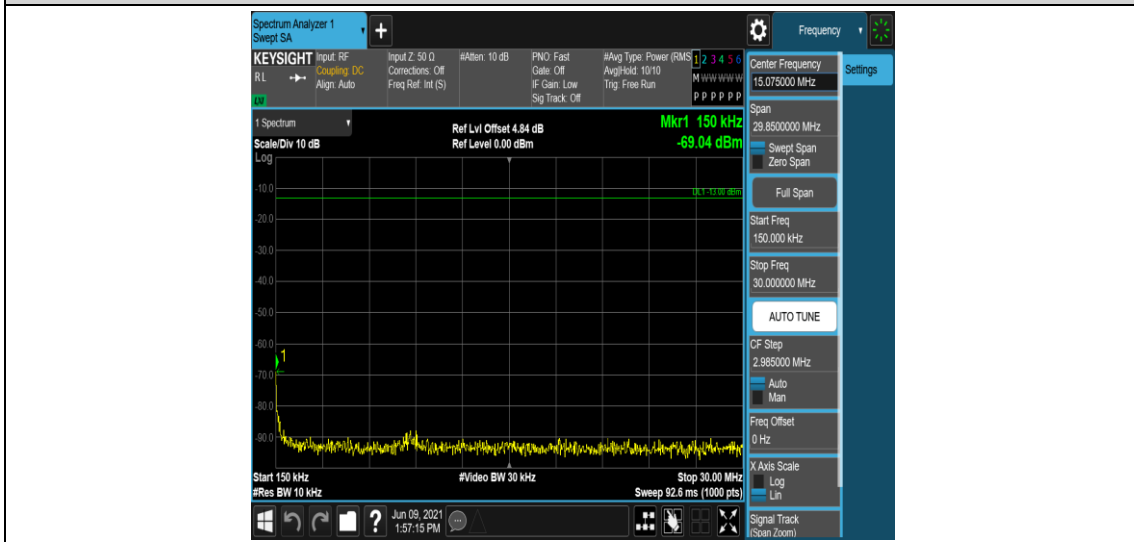 Spectrum Analyzer 1
Swept SA
+
Frequency
KEYSIGHT
RL
LXI
Input: RF
Coupling: DC
Align: Auto
Input Z: 50 Ω
Corrections: Off
Freq Ref: Int (S)
#Atten: 10 dB
PNO: Fast
Gate: Off
IF Gain: Low
Sig Track: Off
#Avg Type: Power (RMS
Avg|Hold: 10/10
Trig: Free Run
1 2 3 4 5 6
M W W W W W
P P P P P P
1 Spectrum
Scale/Div 10 dB
Log
Ref Lvl Offset 4.84 dB
Ref Level 0.00 dBm
Mkr1 150 kHz
-69.04 dBm
DL1 -13.00 dBm
-10.0
-20.0
-30.0
-40.0
-50.0
-60.0
1
-70.0
-80.0
-90.0
Start 150 kHz
#Res BW 10 kHz
#Video BW 30 kHz
Stop 30.00 MHz
Sweep 92.6 ms (1000 pts)
?
Jun 09, 2021
1:57:15 PM
Center Frequency
15.075000 MHz
Settings
Span
29.8500000 MHz
Swept Span
Zero Span
Full Span
Start Freq
150.000 kHz
Stop Freq
30.000000 MHz
AUTO TUNE
CF Step
2.985000 MHz
Auto
Man
Freq Offset
0 Hz
X Axis Scale
Log
Lin
Signal Track
(Span Zoom)